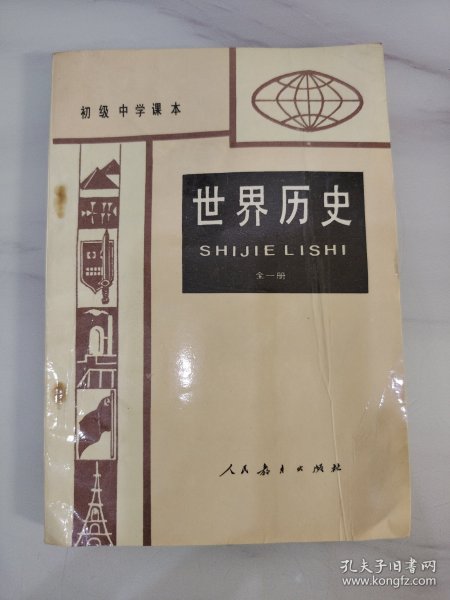 初级中学课本
世界历史
SHIJIE LISHI
全一册
人民教育出版社
孔夫子旧书网
www.kongfz.com